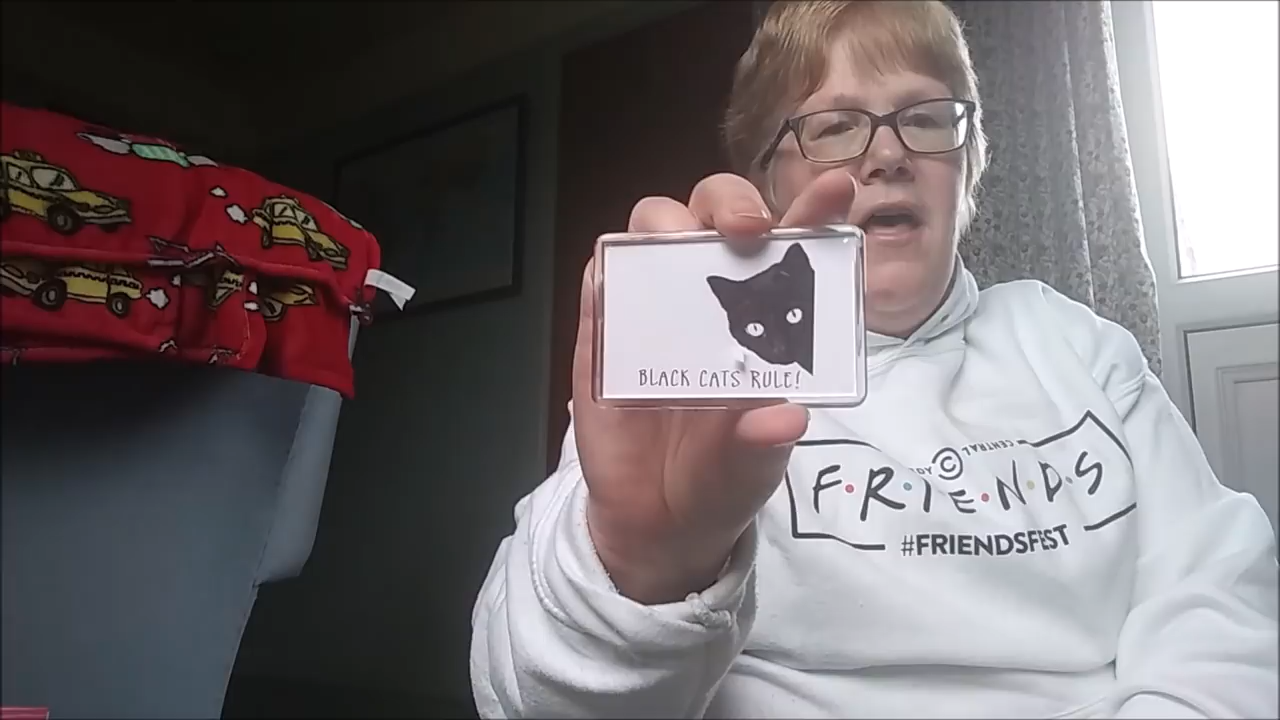 BLACK CATS RULE!
CENTRAL
F·R·I·E·N·D·S
#FRIENDSFEST